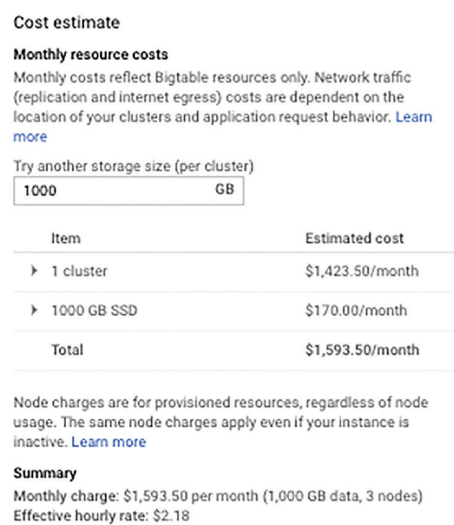 Cost estimate
Monthly resource costs
Monthly costs reflect Bigtable resources only. Network traffic
(replication and internet egress) costs are dependent on the
location of your clusters and application request behavior. Learn
more
Try another storage size (per cluster)
1000 GB
Item Estimated cost
1 cluster $1,423.50/month
1000 GB SSD $170.00/month
Total $1,593.50/month
Node charges are for provisioned resources, regardless of node
usage. The same node charges apply even if your instance is
inactive. Learn more
Summary
Monthly charge: $1,593.50 per month (1,000 GB data, 3 nodes)
Effective hourly rate: $2.18